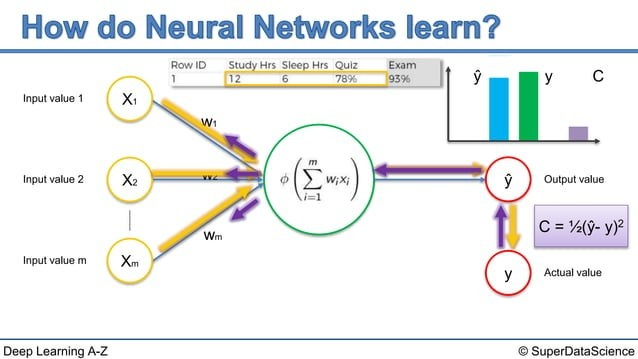 How do Neural Networks learn?
Row ID Study Hrs Sleep Hrs Quiz Exam
1 12 6 78% 93%
ŷ y C
Input value 1
X1
w1
Input value 2
X2
w2
ϕ ( m ∑ i=1 wixi )
ŷ
Output value
C = ½(ŷ- y)²
wm
Input value m
Xm
y
Actual value
Deep Learning A-Z
© SuperDataScience